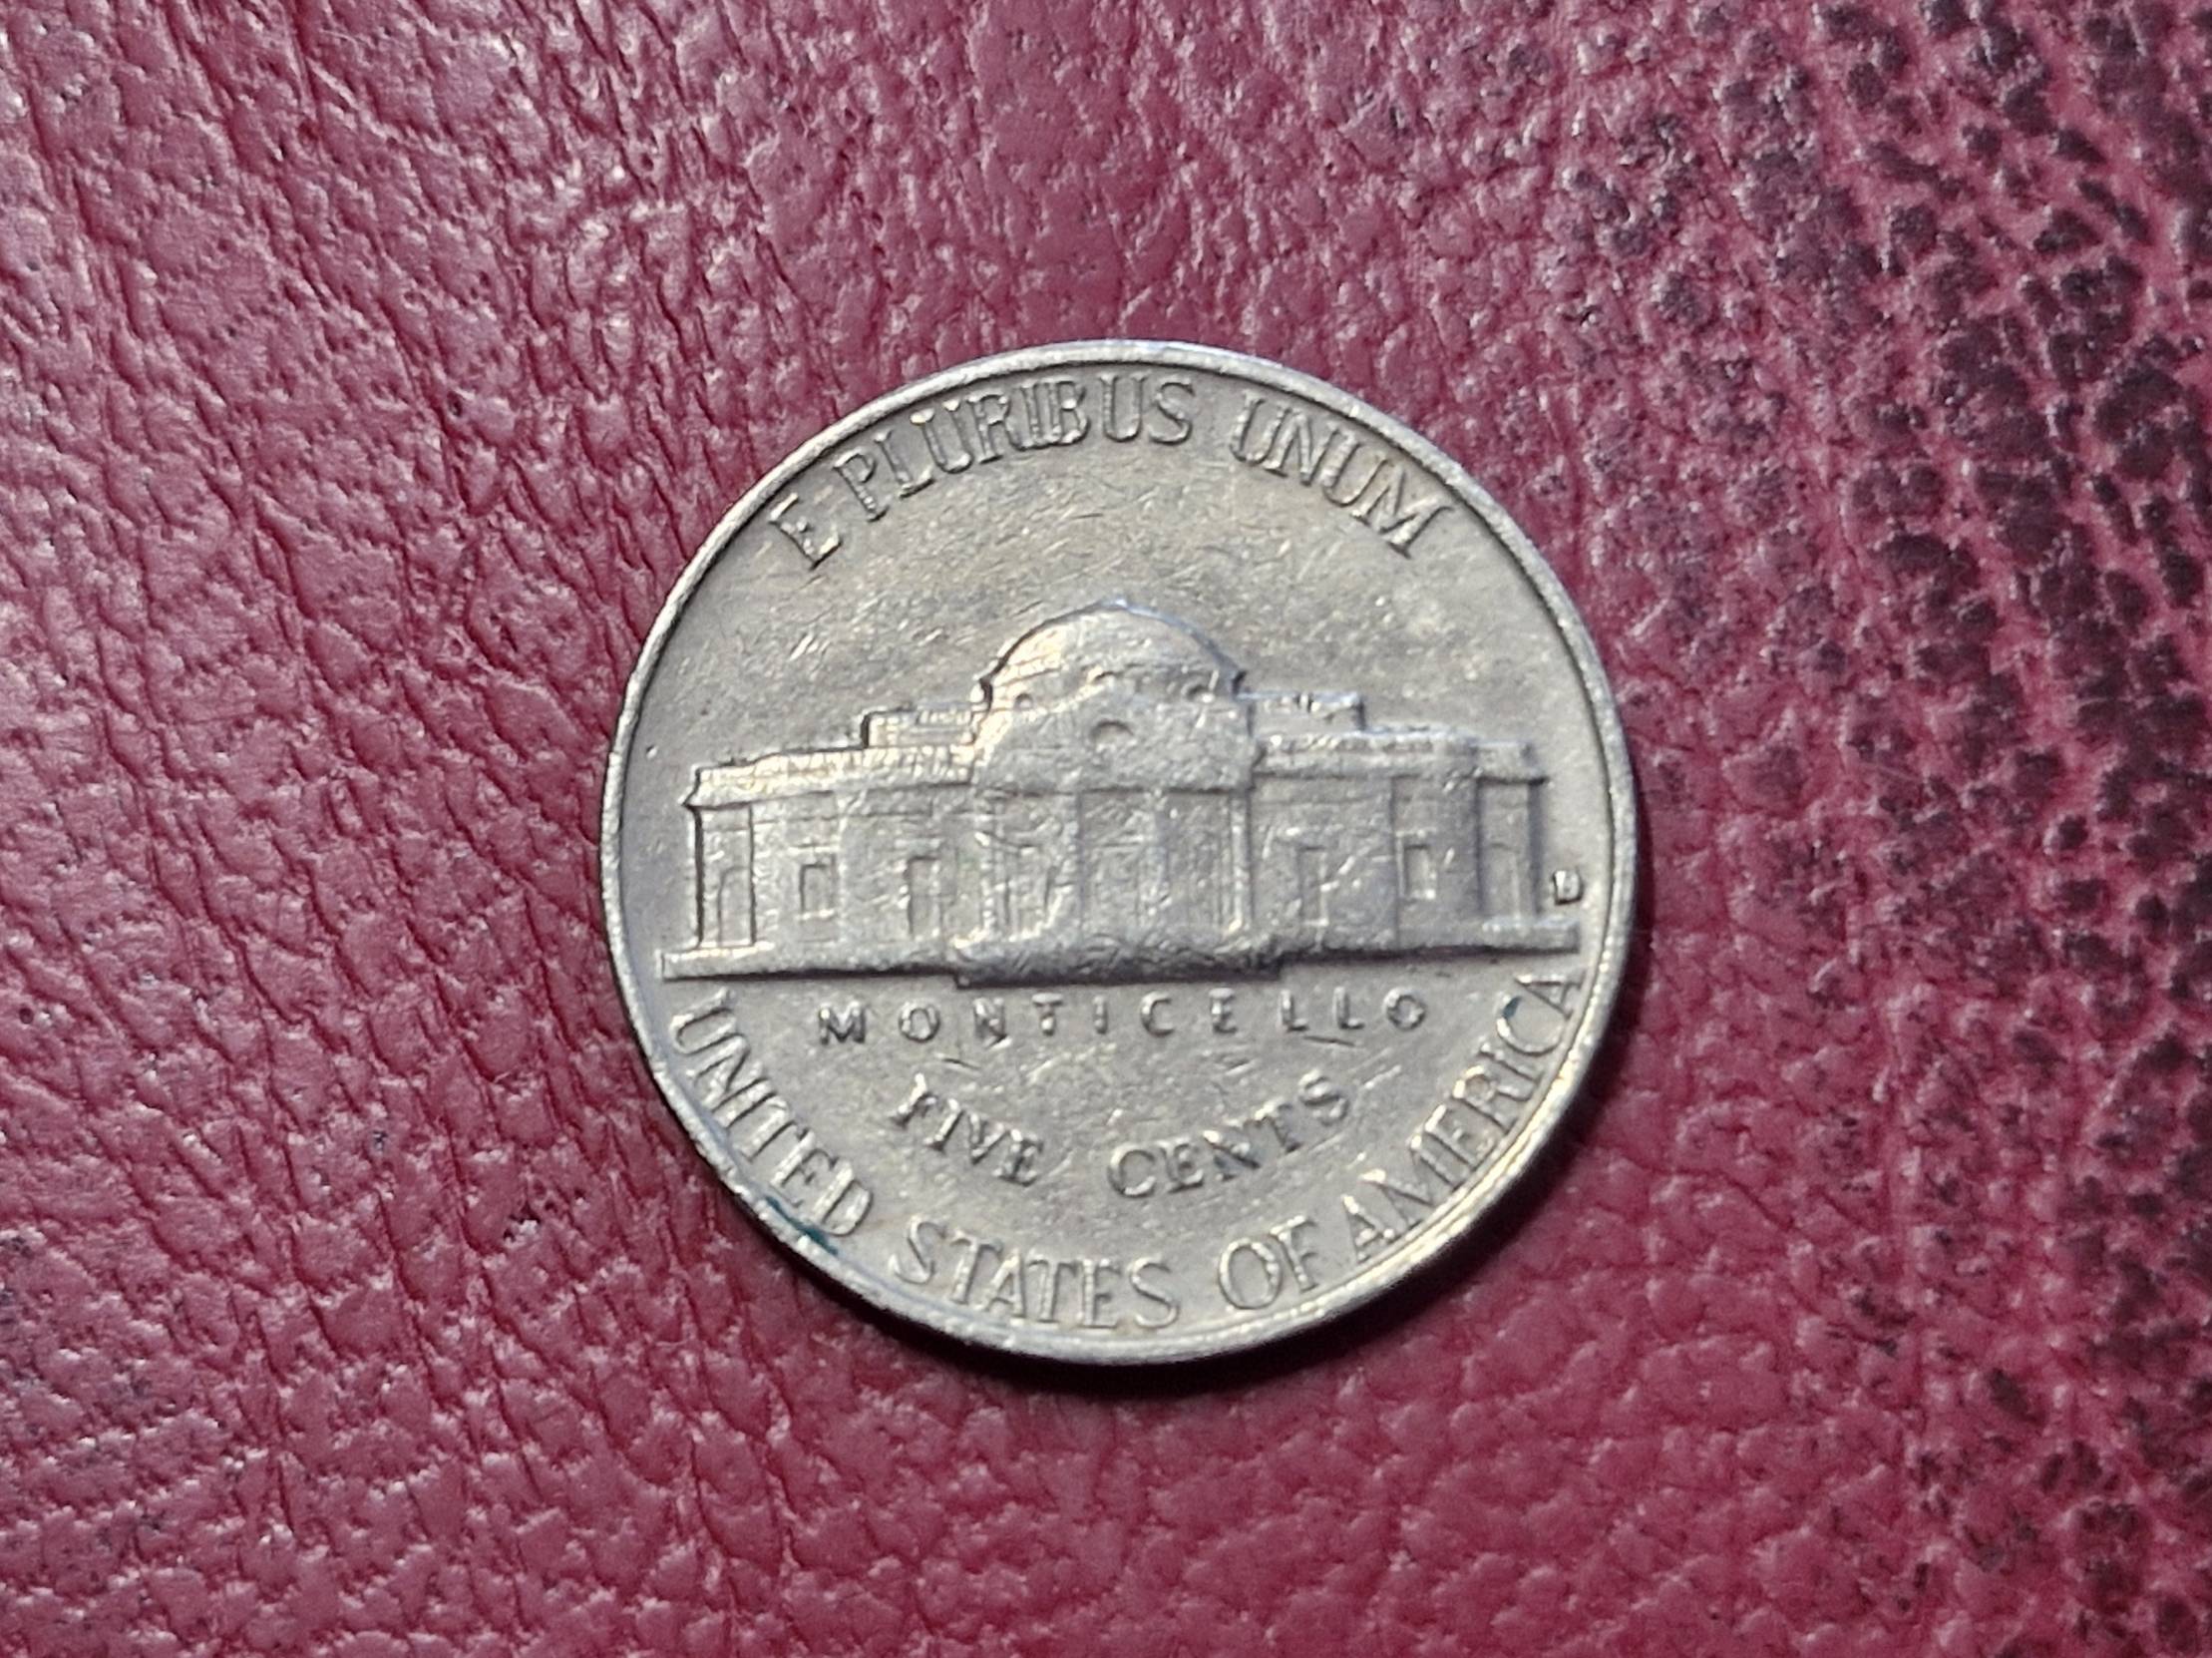 E PLURIBUS UNUM
D
MONTICELLO
FIVE CENTS
UNITED STATES OF AMERICA